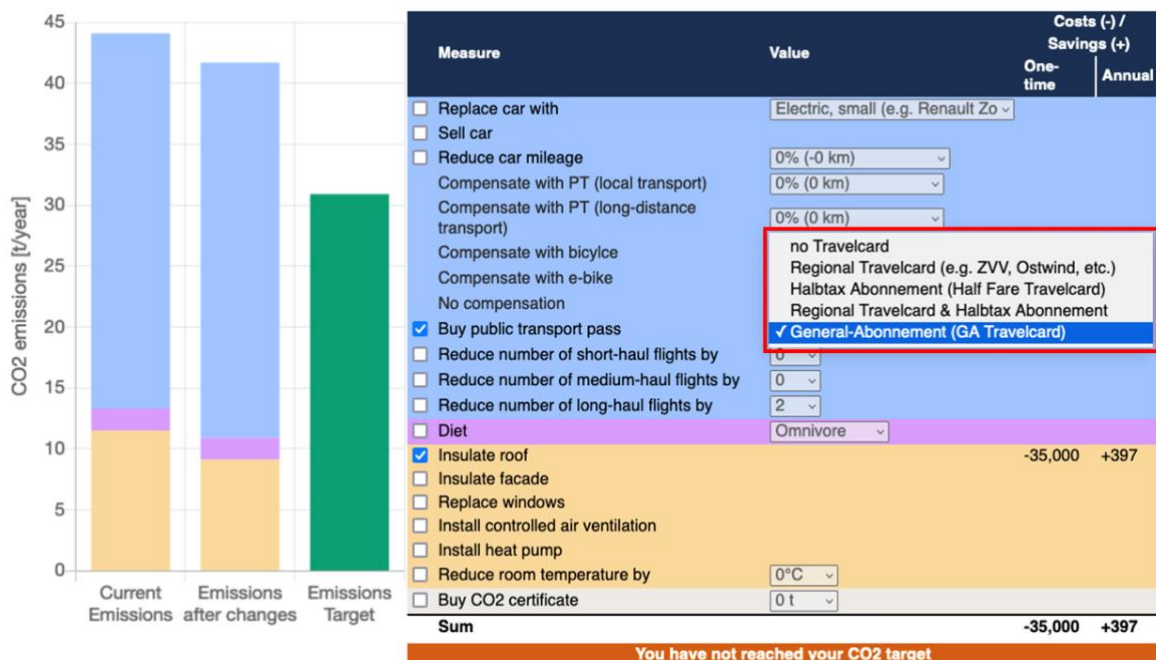 45
40
35
30
25
20
15
10
5
0
CO2 emissions [t/year]
Current Emissions
Emissions after changes
Emissions Target
Measure Value Costs (-) / Savings (+)
One-time Annual
Replace car with Electric, small (e.g. Renault Zo
Sell car
Reduce car mileage 0% (-0 km)
Compensate with PT (local transport) 0% (0 km)
Compensate with PT (long-distance
transport) 0% (0 km)
Compensate with bicylce
Compensate with e-bike
No compensation
no Travelcard
Regional Travelcard (e.g. ZVV, Ostwind, etc.)
Halbtax Abonnement (Half Fare Travelcard)
Regional Travelcard & Halbtax Abonnement
✓ General-Abonnement (GA Travelcard)
Buy public transport pass
Reduce number of short-haul flights by 0
Reduce number of medium-haul flights by 0
Reduce number of long-haul flights by 2
Diet Omnivore
Insulate roof -35,000 +397
Insulate facade
Replace windows
Install controlled air ventilation
Install heat pump
Reduce room temperature by 0°C
Buy CO2 certificate 0 t
Sum -35,000 +397
You have not reached your CO2 target